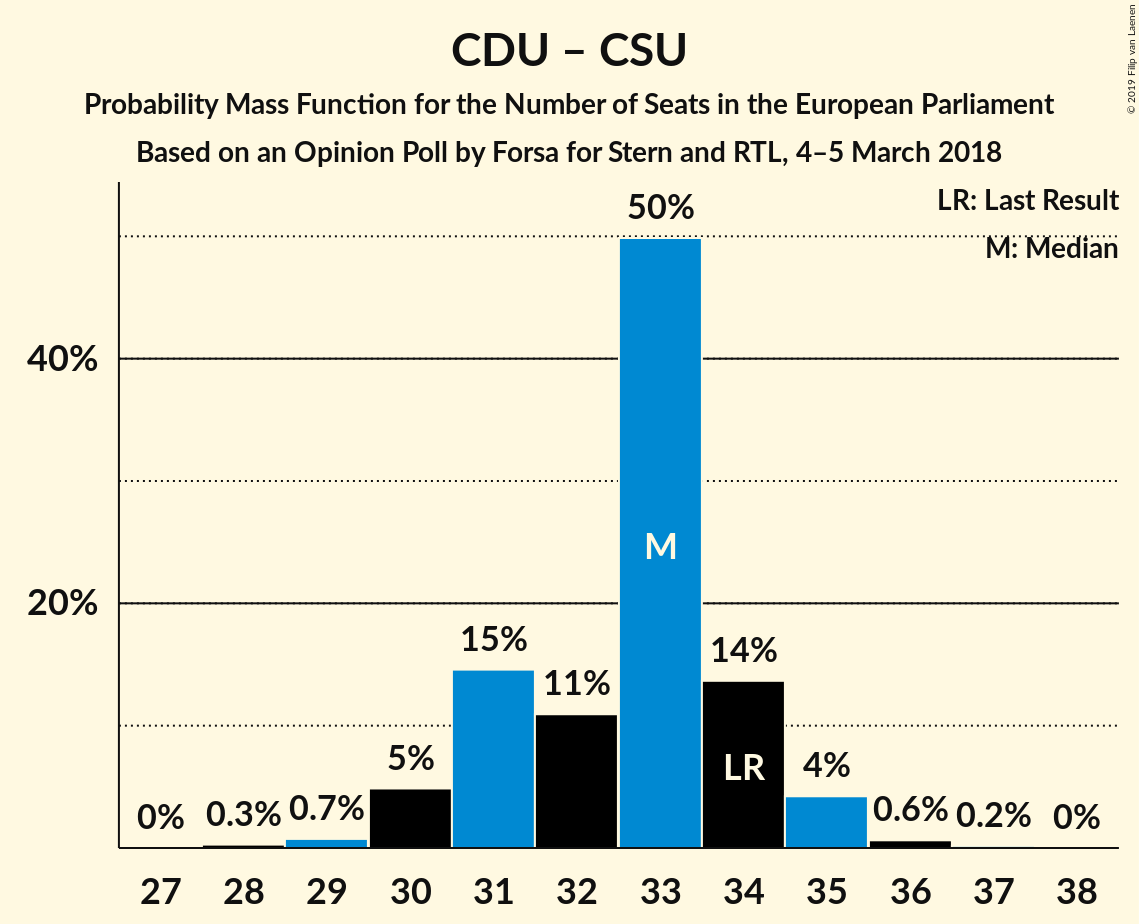 CDU – CSU
Probability Mass Function for the Number of Seats in the European Parliament
Based on an Opinion Poll by Forsa for Stern and RTL, 4–5 March 2018
© 2019 Filip van Laenen
LR: Last Result
M: Median
40%
20%
0%
0.3%
0.7%
5%
15%
11%
50%
M
14%
LR
4%
0.6%
0.2%
0%
27 28 29 30 31 32 33 34 35 36 37 38